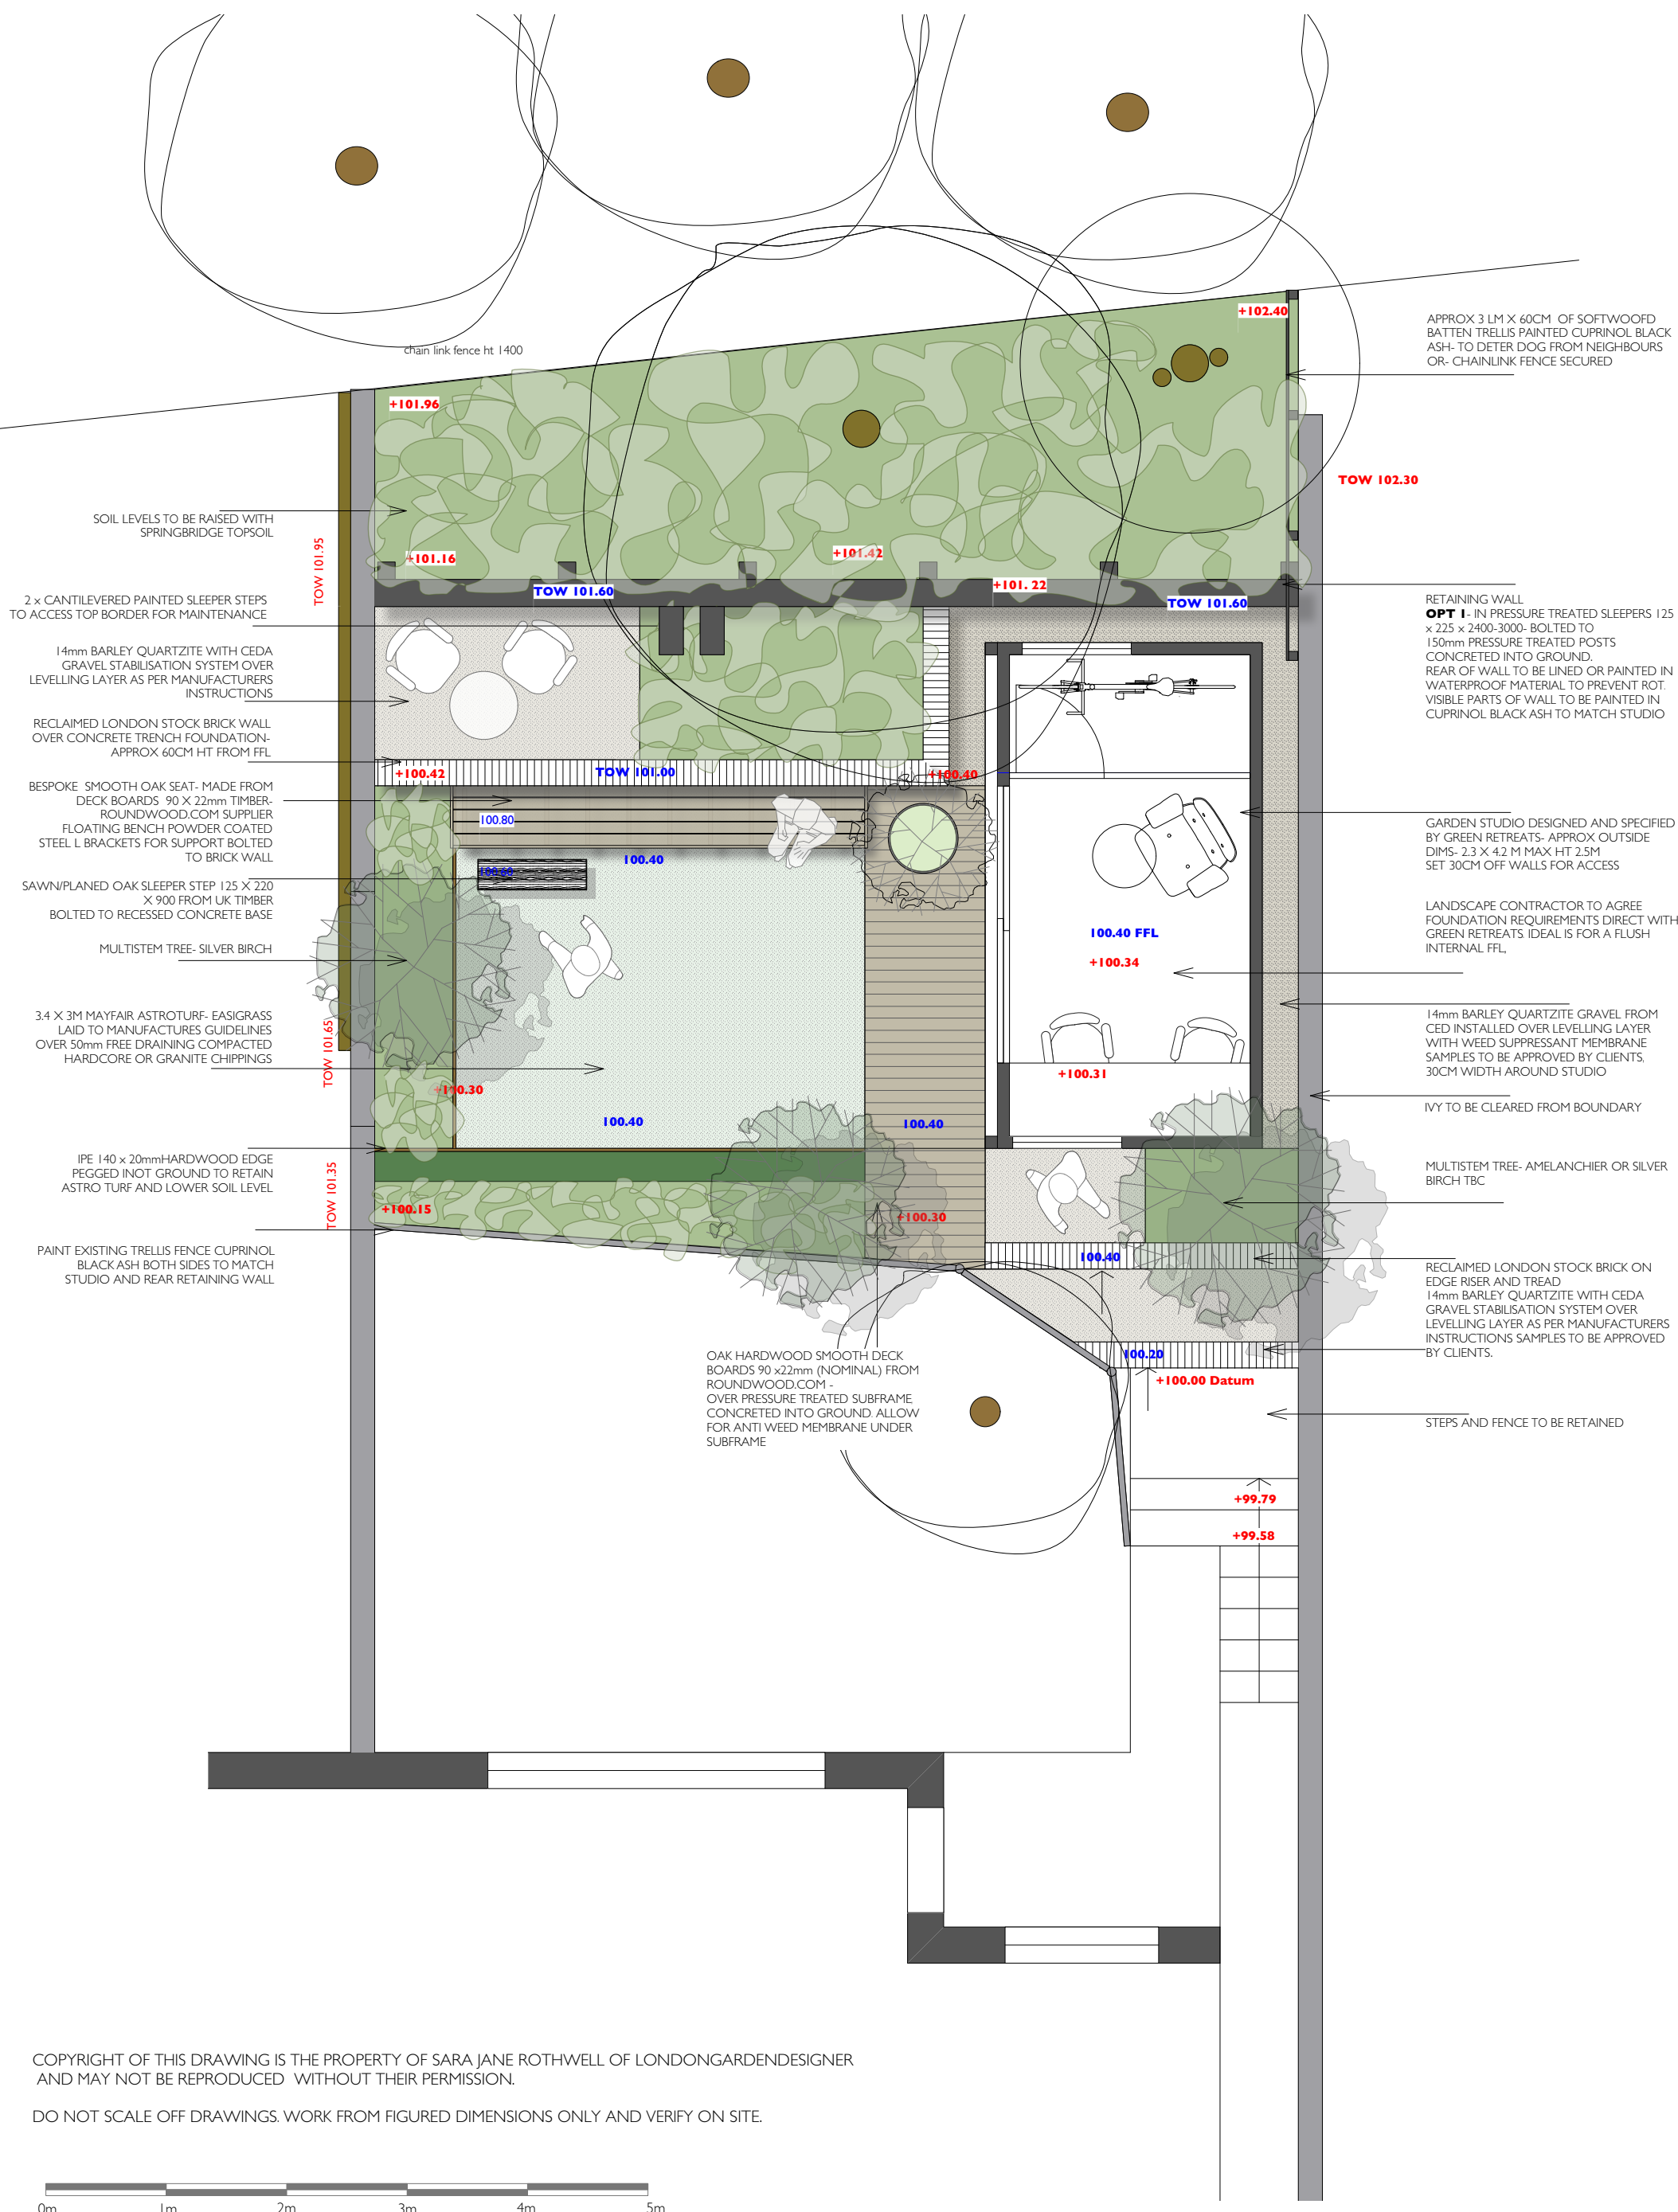 chain link fence ht 1400
+102.40
+101.96
TOW 102.30
+101.16
+101.42
+101. 22
TOW 101.95
TOW 101.60
TOW 101.60
APPROX 3 LM X 60CM OF SOFTWOOFD
BATTEN TRELLIS PAINTED CUPRINOL BLACK
ASH- TO DETER DOG FROM NEIGHBOURS
OR- CHAINLINK FENCE SECURED
SOIL LEVELS TO BE RAISED WITH
SPRINGBRIDGE TOPSOIL
2 x CANTILEVERED PAINTED SLEEPER STEPS
TO ACCESS TOP BORDER FOR MAINTENANCE
14mm BARLEY QUARTZITE WITH CEDA
GRAVEL STABILISATION SYSTEM OVER
LEVELLING LAYER AS PER MANUFACTURERS
INSTRUCTIONS
RECLAIMED LONDON STOCK BRICK WALL
OVER CONCRETE TRENCH FOUNDATION-
APPROX 60CM HT FROM FFL
BESPOKE SMOOTH OAK SEAT- MADE FROM
DECK BOARDS 90 X 22mm TIMBER-
ROUNDWOOD.COM SUPPLIER
FLOATING BENCH POWDER COATED
STEEL L BRACKETS FOR SUPPORT BOLTED
TO BRICK WALL
SAWN/PLANED OAK SLEEPER STEP 125 X 220
X 900 FROM UK TIMBER
BOLTED TO RECESSED CONCRETE BASE
MULTISTEM TREE- SILVER BIRCH
3.4 X 3M MAYFAIR ASTROTURF- EASIGRASS
LAID TO MANUFACTURES GUIDELINES
OVER 50mm FREE DRAINING COMPACTED
HARDCORE OR GRANITE CHIPPINGS
IPE 140 x 20mmHARDWOOD EDGE
PEGGED INOT GROUND TO RETAIN
ASTRO TURF AND LOWER SOIL LEVEL
PAINT EXISTING TRELLIS FENCE CUPRINOL
BLACK ASH BOTH SIDES TO MATCH
STUDIO AND REAR RETAINING WALL
TOW 101.65
TOW 101.35
+100.42
TOW 101.00
+100.40
100.80
100.40
100.60
100.40 FFL
+100.34
+100.31
+100.30
100.40
100.40
+100.15
+100.30
100.40
100.20
+100.00 Datum
+99.79
+99.58
RETAINING WALL
OPT 1- IN PRESSURE TREATED SLEEPERS 125
x 225 x 2400-3000- BOLTED TO
150mm PRESSURE TREATED POSTS
CONCRETED INTO GROUND.
REAR OF WALL TO BE LINED OR PAINTED IN
WATERPROOF MATERIAL TO PREVENT ROT.
VISIBLE PARTS OF WALL TO BE PAINTED IN
CUPRINOL BLACK ASH TO MATCH STUDIO
GARDEN STUDIO DESIGNED AND SPECIFIED
BY GREEN RETREATS- APPROX OUTSIDE
DIMS- 2.3 X 4.2 M MAX HT 2.5M
SET 30CM OFF WALLS FOR ACCESS
LANDSCAPE CONTRACTOR TO AGREE
FOUNDATION REQUIREMENTS DIRECT WITH
GREEN RETREATS. IDEAL IS FOR A FLUSH
INTERNAL FFL,
14mm BARLEY QUARTZITE GRAVEL FROM
CED INSTALLED OVER LEVELLING LAYER
WITH WEED SUPPRESSANT MEMBRANE
SAMPLES TO BE APPROVED BY CLIENTS.
30CM WIDTH AROUND STUDIO
IVY TO BE CLEARED FROM BOUNDARY
MULTISTEM TREE- AMELANCHIER OR SILVER
BIRCH TBC
RECLAIMED LONDON STOCK BRICK ON
EDGE RISER AND TREAD
14mm BARLEY QUARTZITE WITH CEDA
GRAVEL STABILISATION SYSTEM OVER
LEVELLING LAYER AS PER MANUFACTURERS
INSTRUCTIONS SAMPLES TO BE APPROVED
BY CLIENTS.
STEPS AND FENCE TO BE RETAINED
OAK HARDWOOD SMOOTH DECK
BOARDS 90 x22mm (NOMINAL) FROM
ROUNDWOOD.COM -
OVER PRESSURE TREATED SUBFRAME,
CONCRETED INTO GROUND. ALLOW
FOR ANTI WEED MEMBRANE UNDER
SUBFRAME
COPYRIGHT OF THIS DRAWING IS THE PROPERTY OF SARA JANE ROTHWELL OF LONDONGARDENDESIGNER
AND MAY NOT BE REPRODUCED WITHOUT THEIR PERMISSION.
DO NOT SCALE OFF DRAWINGS. WORK FROM FIGURED DIMENSIONS ONLY AND VERIFY ON SITE.
0m 1m 2m 3m 4m 5m